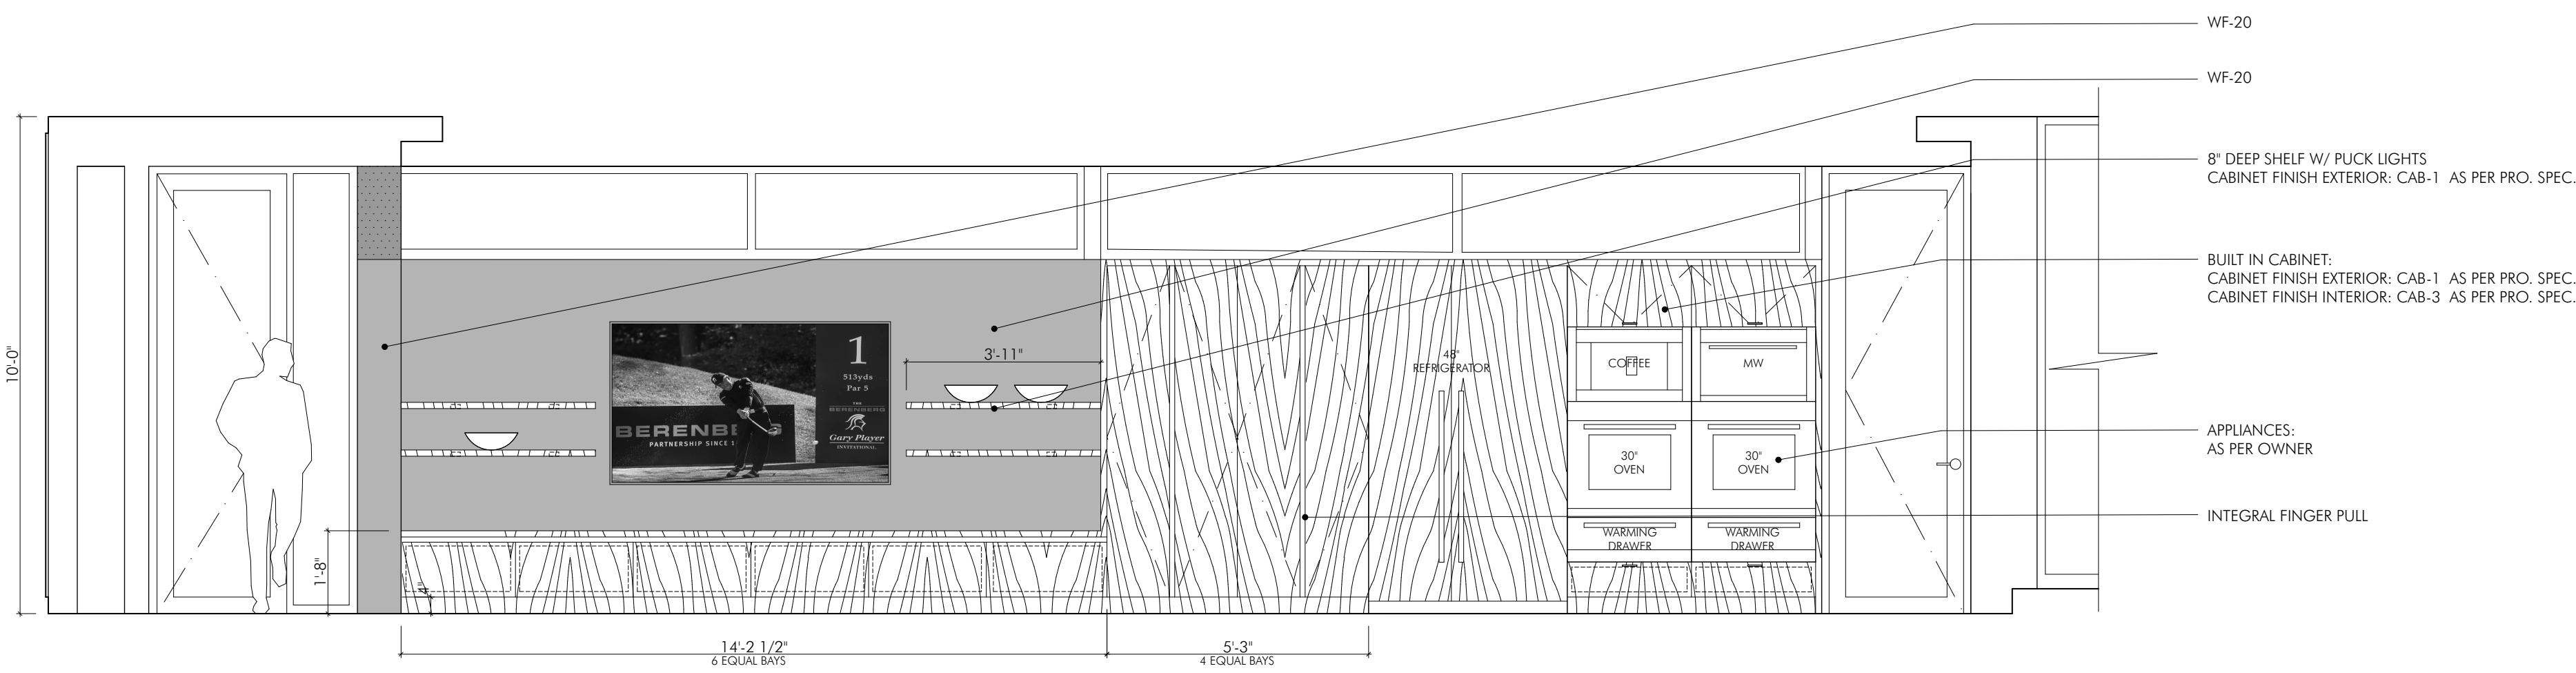 WF-20
WF-20
8" DEEP SHELF W/ PUCK LIGHTS
CABINET FINISH EXTERIOR: CAB-1 AS PER PRO. SPEC.
BUILT IN CABINET:
CABINET FINISH EXTERIOR: CAB-1 AS PER PRO. SPEC.
CABINET FINISH INTERIOR: CAB-3 AS PER PRO. SPEC.
APPLIANCES:
AS PER OWNER
INTEGRAL FINGER PULL
10'-0"
1'-8"
4"
3'-11"
1
513yds
Par 5
THE
BERENBERG
Gary Player
INVITATIONAL
BERENBE G
PARTNERSHIP SINCE 1
48"
REFRIGERATOR
COFFEE
MW
30"
OVEN
30"
OVEN
WARMING
DRAWER
WARMING
DRAWER
14'-2 1/2"
6 EQUAL BAYS
5'-3"
4 EQUAL BAYS